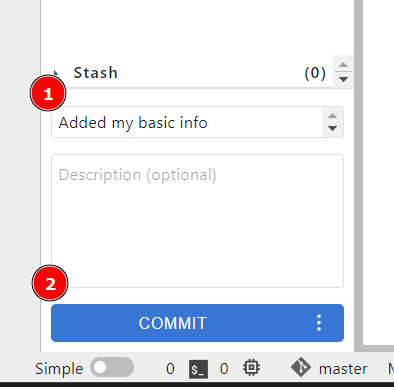 Stash (0)
1
Added my basic info
Description (optional)
2
COMMIT
Simple 0 $_ 0 master M